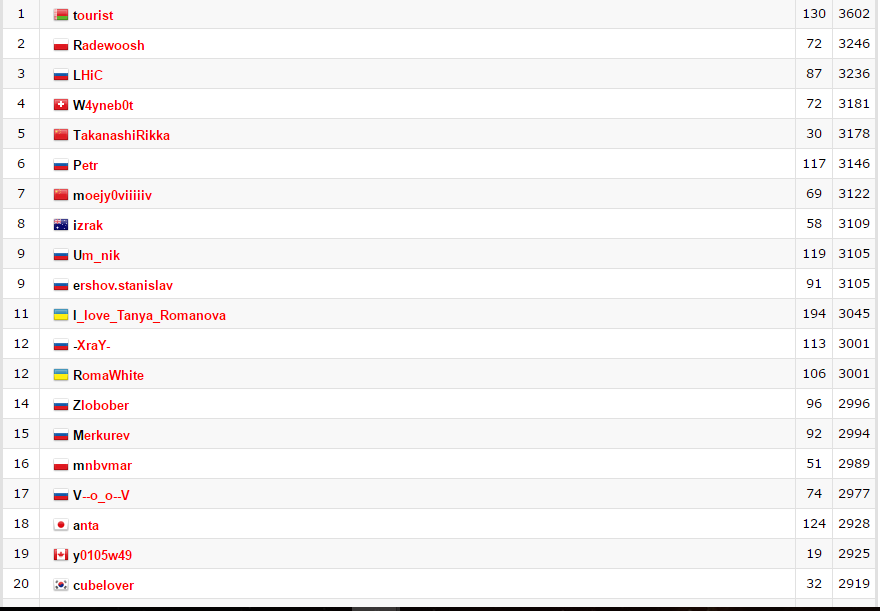 1 tourist 130 3602
2 Radewoosh 72 3246
3 LHiC 87 3236
4 W4yneb0t 72 3181
5 TakanashiRikka 30 3178
6 Petr 117 3146
7 moejy0viiiiiv 69 3122
8 izrak 58 3109
9 Um_nik 119 3105
9 ershov.stanislav 91 3105
11 I_love_Tanya_Romanova 194 3045
12 -XraY- 113 3001
12 RomaWhite 106 3001
14 Zlobober 96 2996
15 Merkurev 92 2994
16 mnbvmar 51 2989
17 V--o_o--V 74 2977
18 anta 124 2928
19 y0105w49 19 2925
20 cubelover 32 2919